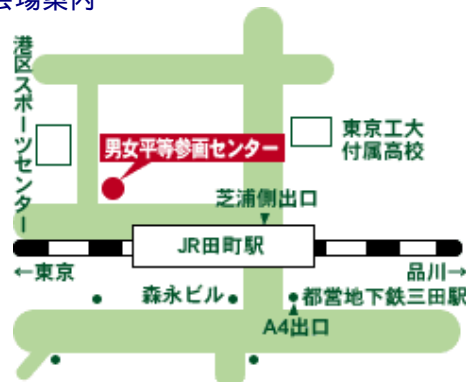 会場案内
港区スポーツセンター
男女平等参画センター
東京工大
付属高校
芝浦側出口
JR田町駅
←東京
品川→
森永ビル
都営地下鉄三田駅
A4出口